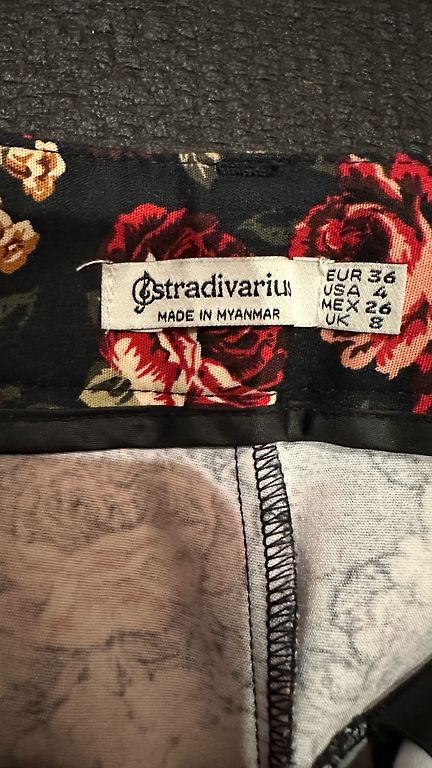 stradivarius
MADE IN MYANMAR
EUR 36
USA 4
MEX 26
UK 8